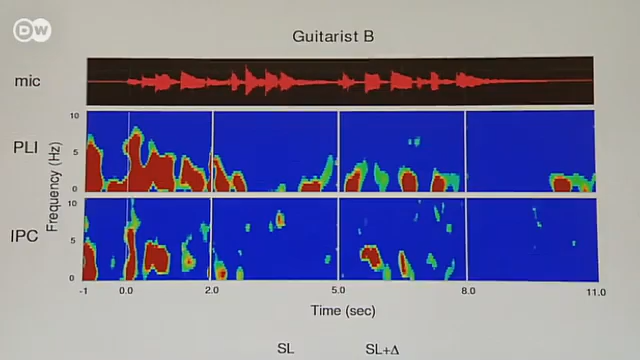 DW
Guitarist B
mic
PLI
IPC
Frequency (Hz)
10
5
0
10
5
0
-1 0.0 2.0 5.0 8.0 11.0
Time (sec)
SL SL+Δ